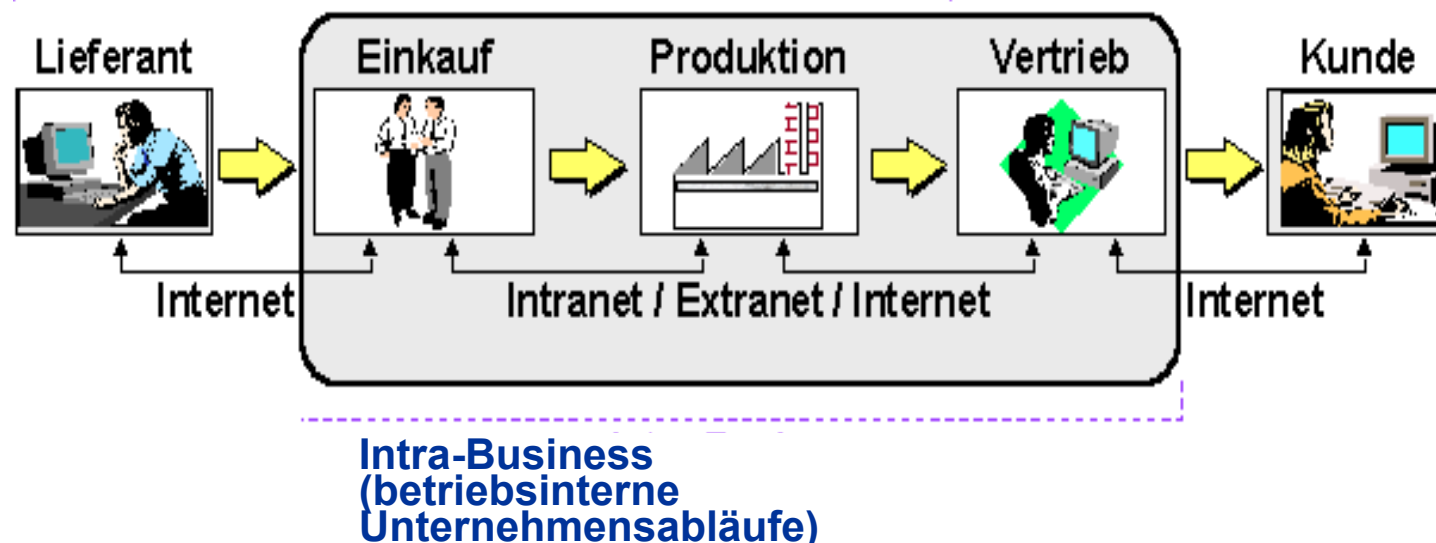 Lieferant Einkauf Produktion Vertrieb Kunde
Internet Intranet / Extranet / Internet Internet
Intra-Business
(betriebsinterne
Unternehmensabläufe)